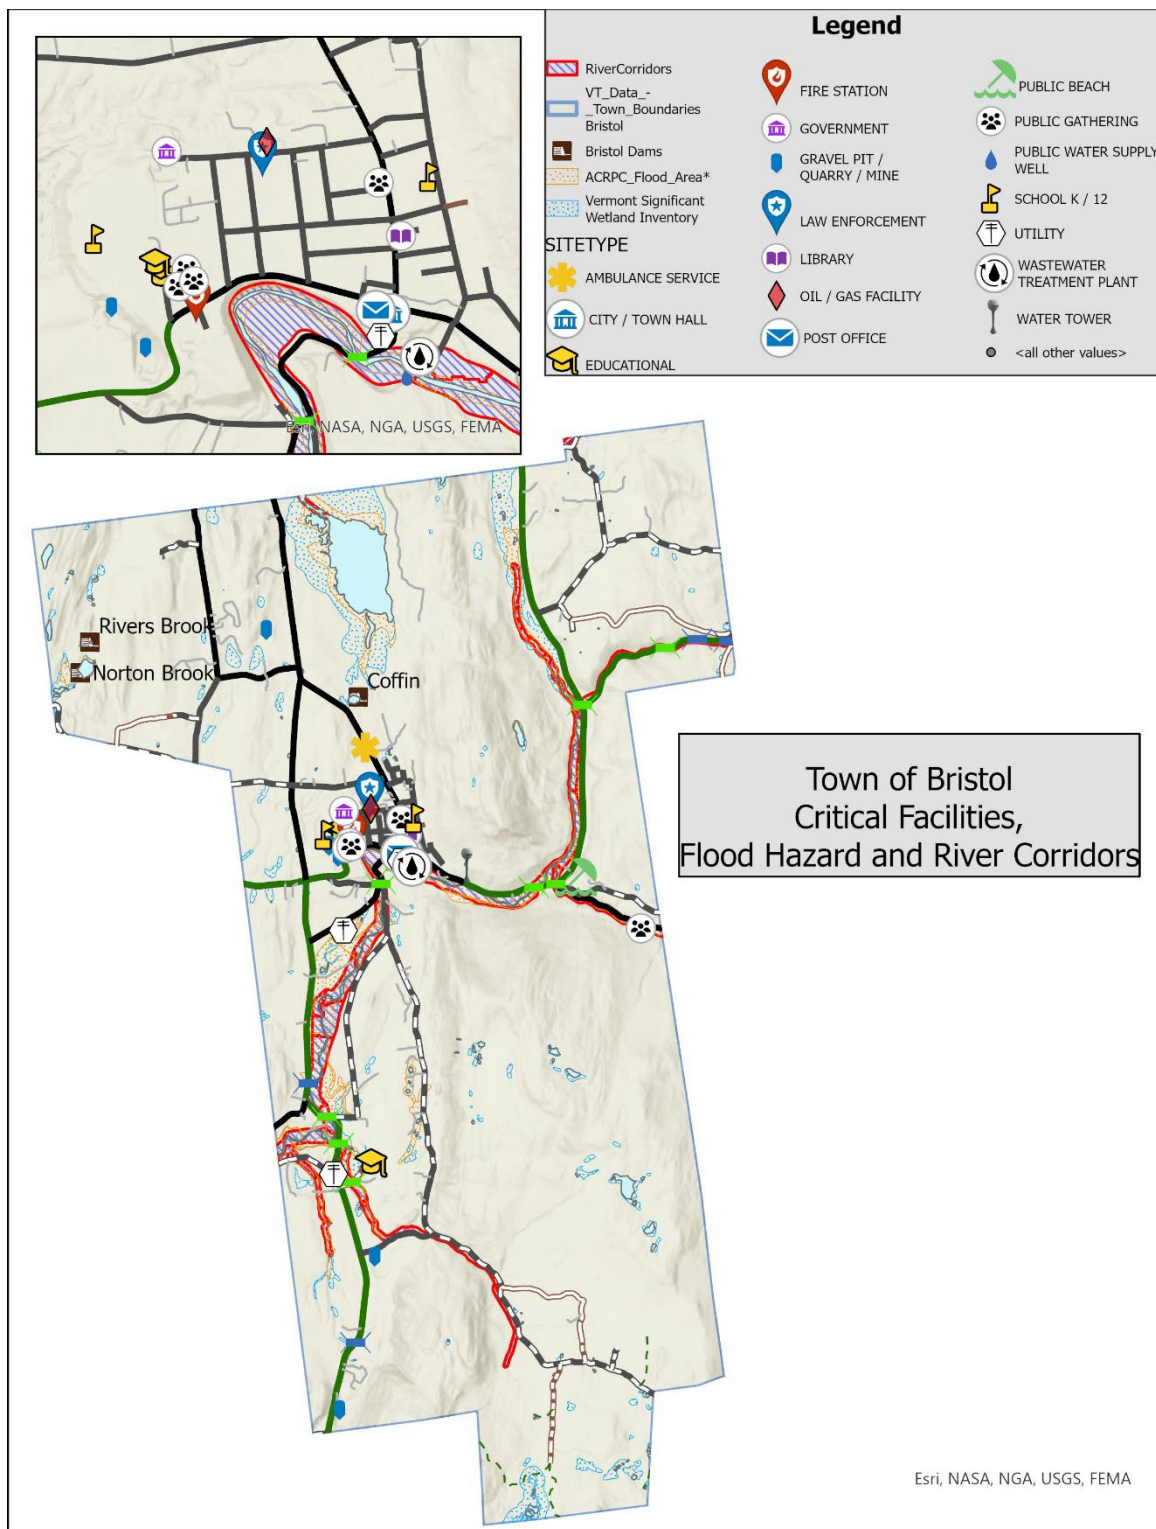 Esri, NASA, NGA, USGS, FEMA
Legend
RiverCorridors
VT_Data_-
_Town_Boundaries
Bristol
Bristol Dams
ACRPC_Flood_Area*
Vermont Significant
Wetland Inventory
SITETYPE
AMBULANCE SERVICE
CITY / TOWN HALL
EDUCATIONAL
FIRE STATION
GOVERNMENT
GRAVEL PIT /
QUARRY / MINE
LAW ENFORCEMENT
LIBRARY
OIL / GAS FACILITY
POST OFFICE
PUBLIC BEACH
PUBLIC GATHERING
PUBLIC WATER SUPPLY
WELL
SCHOOL K / 12
UTILITY
WASTEWATER
TREATMENT PLANT
WATER TOWER
<all other values>
Rivers Brook
Norton Brook
Coffin
Town of Bristol
Critical Facilities,
Flood Hazard and River Corridors
Esri, NASA, NGA, USGS, FEMA